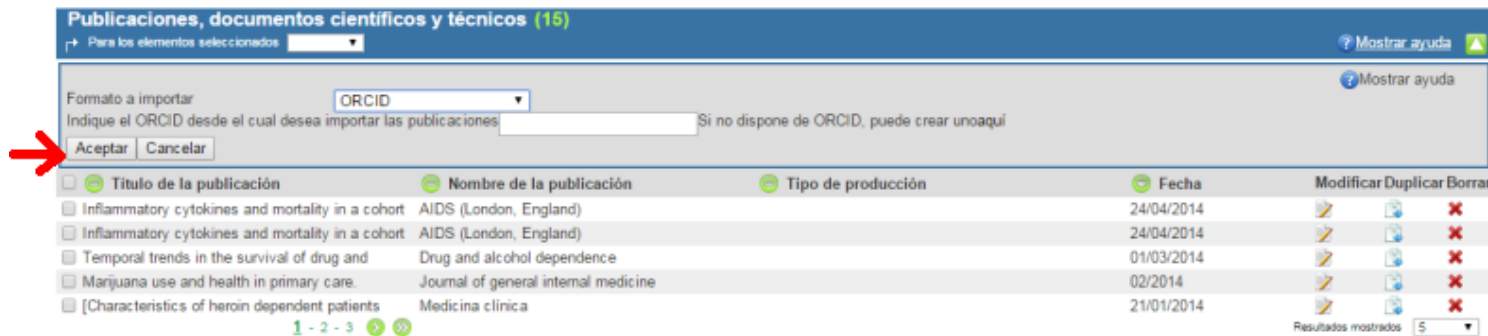 Publicaciones, documentos científicos y técnicos (15)
Para los elementos seleccionados
Mostrar ayuda
Mostrar ayuda
Formato a importar ORCID
Indique el ORCID desde el cual desea importar las publicaciones Si no dispone de ORCID, puede crear unoaquí
Aceptar Cancelar
Título de la publicación Nombre de la publicación Tipo de producción Fecha Modificar Duplicar Borrar
Inflammatory cytokines and mortality in a cohort AIDS (London, England) 24/04/2014
Inflammatory cytokines and mortality in a cohort AIDS (London, England) 24/04/2014
Temporal trends in the survival of drug and Drug and alcohol dependence 01/03/2014
Marijuana use and health in primary care. Journal of general internal medicine 02/2014
[Characteristics of heroin dependent patients Medicina clínica 21/01/2014
1 - 2 - 3 Resultados mostrados 5